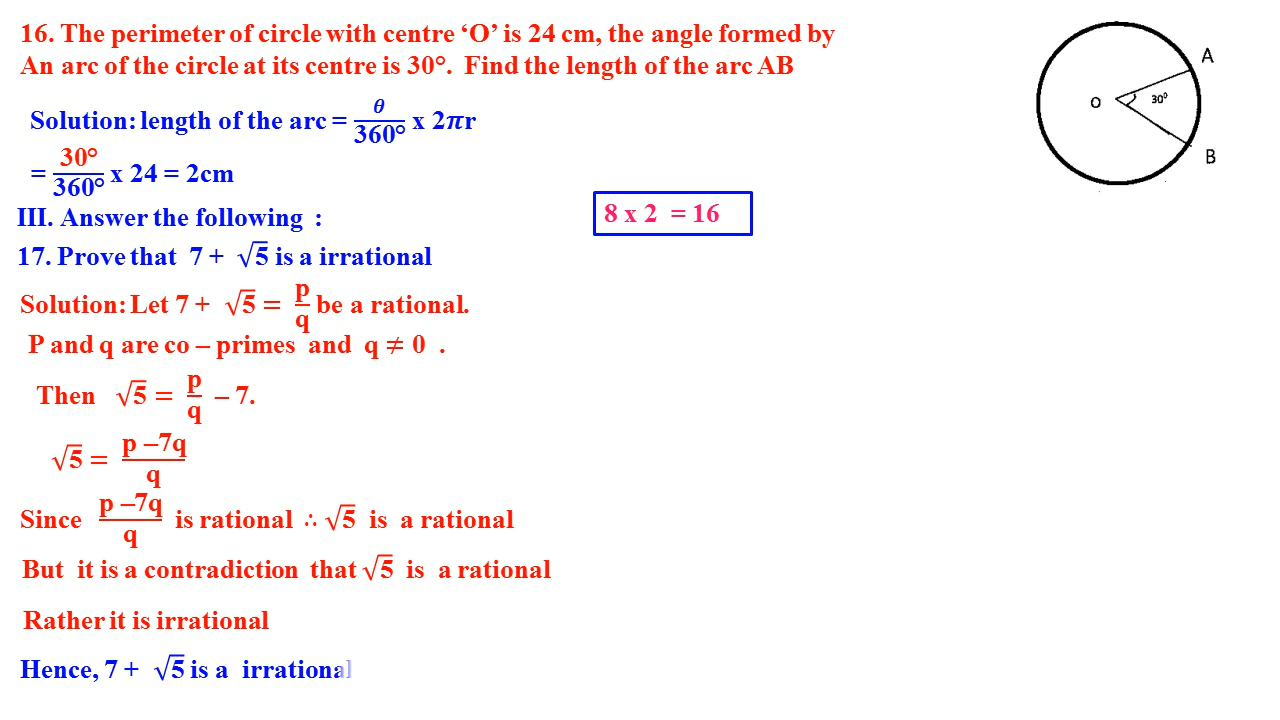 16. The perimeter of circle with centre ‘O’ is 24 cm, the angle formed by
An arc of the circle at its centre is 30°. Find the length of the arc AB
A
O 30⁰
B
Solution: length of the arc = θ/360° x 2πr
= 30°/360° x 24 = 2cm
III. Answer the following :
8 x 2 = 16
17. Prove that 7 + √5 is a irrational
Solution: Let 7 + √5 = p/q be a rational.
P and q are co – primes and q ≠ 0 .
Then √5 = p/q – 7.
√5 = p –7q/q
Since p –7q/q is rational ∴ √5 is a rational
But it is a contradiction that √5 is a rational
Rather it is irrational
Hence, 7 + √5 is a irrational